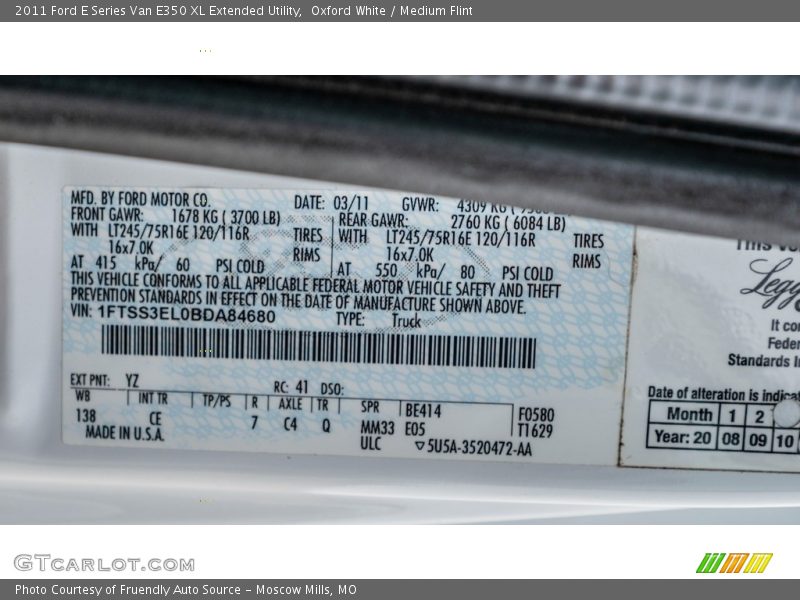 2011 Ford E Series Van E350 XL Extended Utility, Oxford White / Medium Flint
MFD. BY FORD MOTOR CO. DATE: 03/11 GVWR: 4309 KG
FRONT GAWR: 1678 KG ( 3700 LB) REAR GAWR: 2760 KG ( 6084 LB)
WITH LT245/75R16E 120/116R TIRES WITH LT245/75R16E 120/116R TIRES
16x7.0K RIMS 16x7.0K RIMS
AT 415 kPa/ 60 PSI COLD AT 550 kPa/ 80 PSI COLD
THIS VEHICLE CONFORMS TO ALL APPLICABLE FEDERAL MOTOR VEHICLE SAFETY AND THEFT
PREVENTION STANDARDS IN EFFECT ON THE DATE OF MANUFACTURE SHOWN ABOVE.
VIN: 1FTSS3EL0BDA84680 TYPE: Truck
EXT PNT: YZ RC: 41 DSO:
WB INT TR TP/PS R AXLE TR SPR BE414 F0580
138 CE 7 C4 Q MM33 E05 T1629
MADE IN U.S.A. ULC ▽5U5A-3520472-AA
This
Legg
It
Feder
Standards
Date of alteration is
Month 1 2
Year: 20 08 09 10
GTCARLOT.COM
Photo Courtesy of Fruendly Auto Source – Moscow Mills, MO